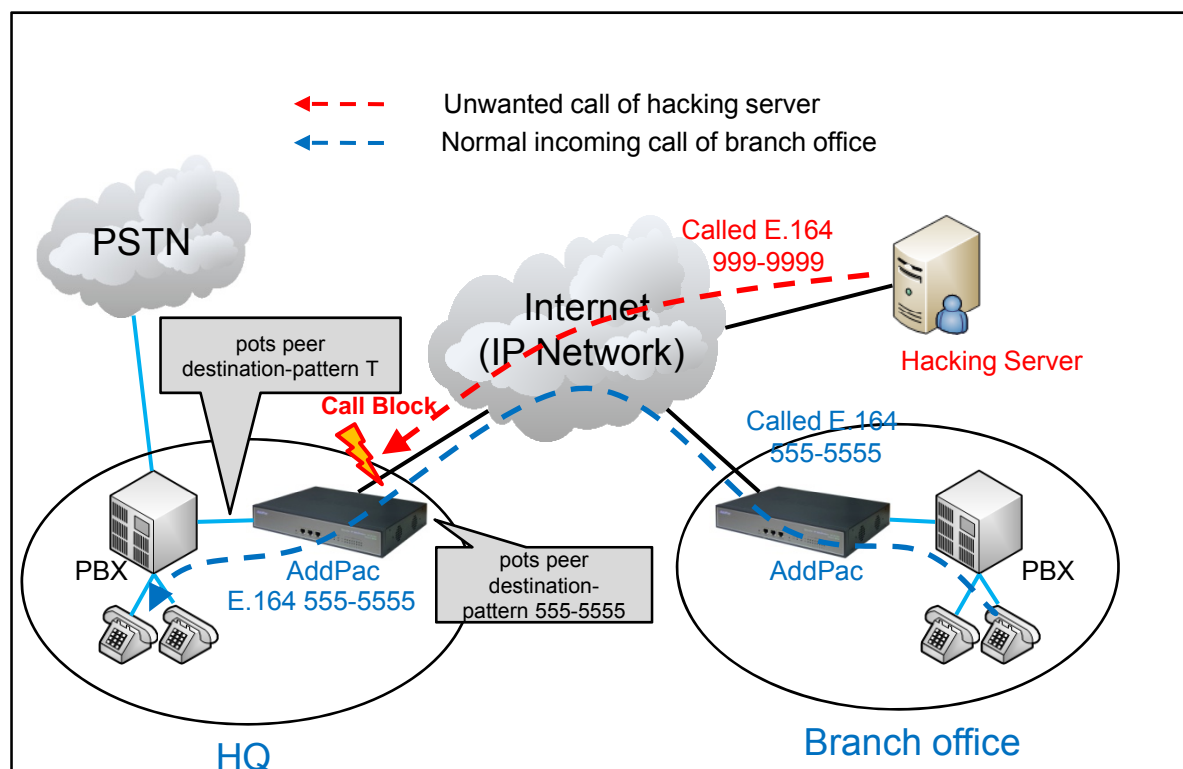 Unwanted call of hacking server
Normal incoming call of branch office
PSTN
Called E.164
999-9999
Internet
(IP Network)
Hacking Server
pots peer
destination-pattern T
Call Block
Called E.164
555-5555
PBX
AddPac
E.164 555-5555
pots peer
destination-
pattern 555-5555
AddPac
PBX
HQ
Branch office